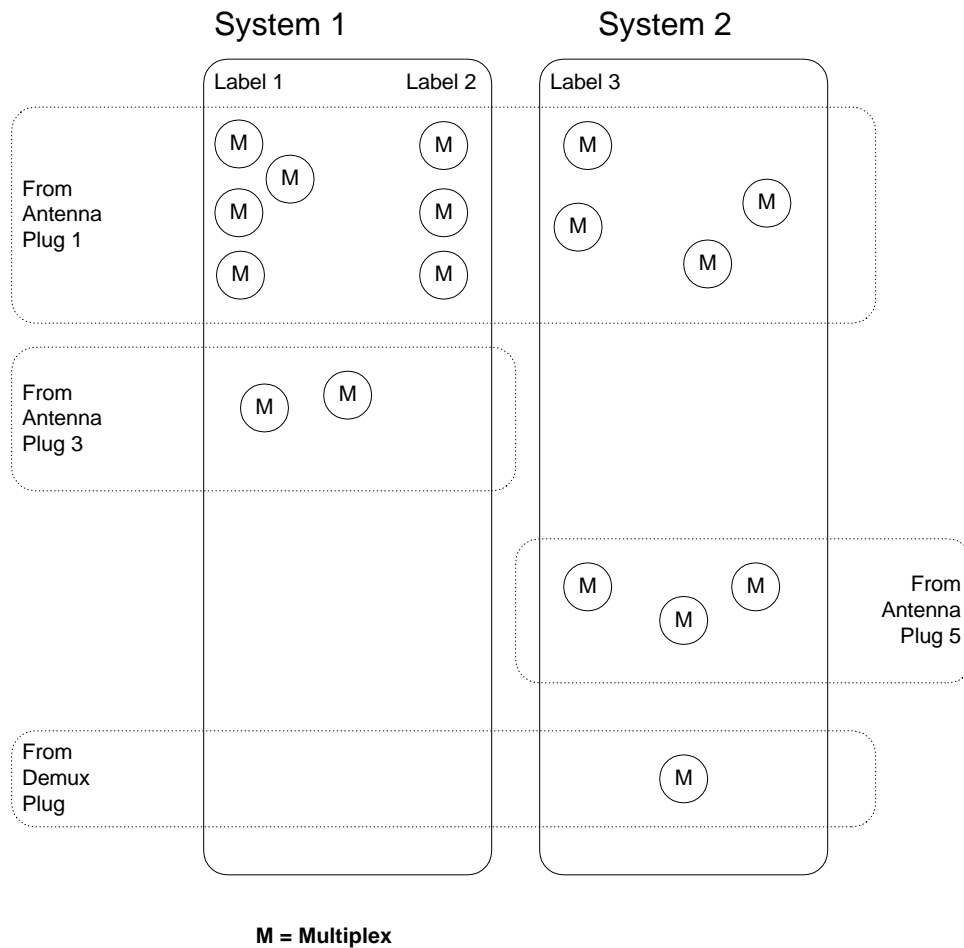 System 1
System 2
Label 1
Label 2
Label 3
M
M
M
M
M
M
M
M
M
M
M
From
Antenna
Plug 1
From
Antenna
Plug 3
M
M
M
M
M
From
Antenna
Plug 5
From
Demux
Plug
M
M = Multiplex